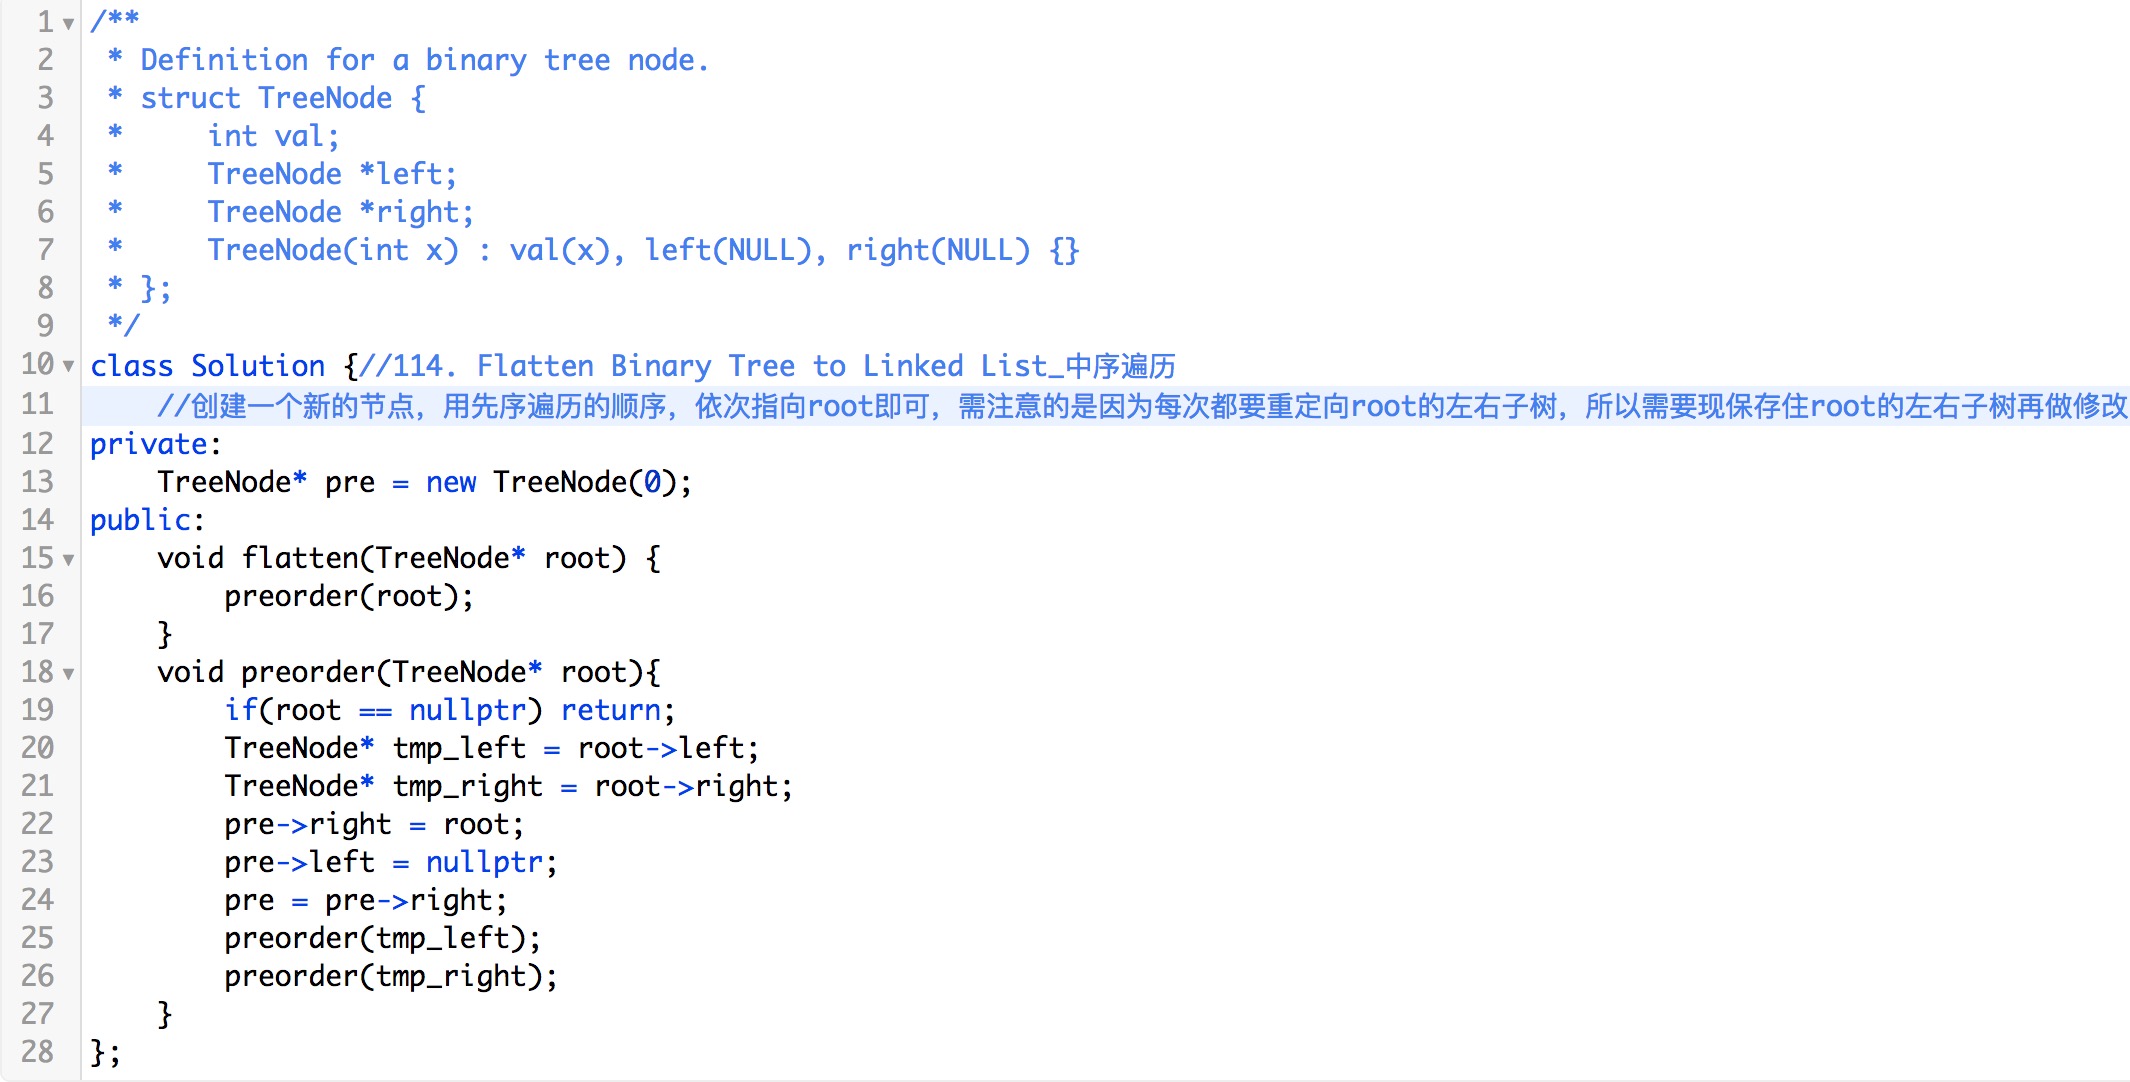 1 /**
2  * Definition for a binary tree node.
3  * struct TreeNode {
4  *     int val;
5  *     TreeNode *left;
6  *     TreeNode *right;
7  *     TreeNode(int x) : val(x), left(NULL), right(NULL) {}
8  * };
9  */
10 class Solution {//114. Flatten Binary Tree to Linked List_中序遍历
11     //创建一个新的节点，用先序遍历的顺序，依次指向root即可，需注意的是因为每次都要重定向root的左右子树，所以需要现保存住root的左右子树再做修改
12 private:
13     TreeNode* pre = new TreeNode(0);
14 public:
15     void flatten(TreeNode* root) {
16         preorder(root);
17     }
18     void preorder(TreeNode* root){
19         if(root == nullptr) return;
20         TreeNode* tmp_left = root->left;
21         TreeNode* tmp_right = root->right;
22         pre->right = root;
23         pre->left = nullptr;
24         pre = pre->right;
25         preorder(tmp_left);
26         preorder(tmp_right);
27     }
28 };